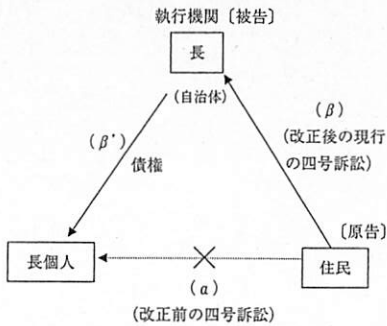 執行機関〔被告〕
長
(自治体)
(β)
(改正後の現行
の四号訴訟)
(β’)
債権
〔原告〕
長個人
住民
(α)
(改正前の四号訴訟)